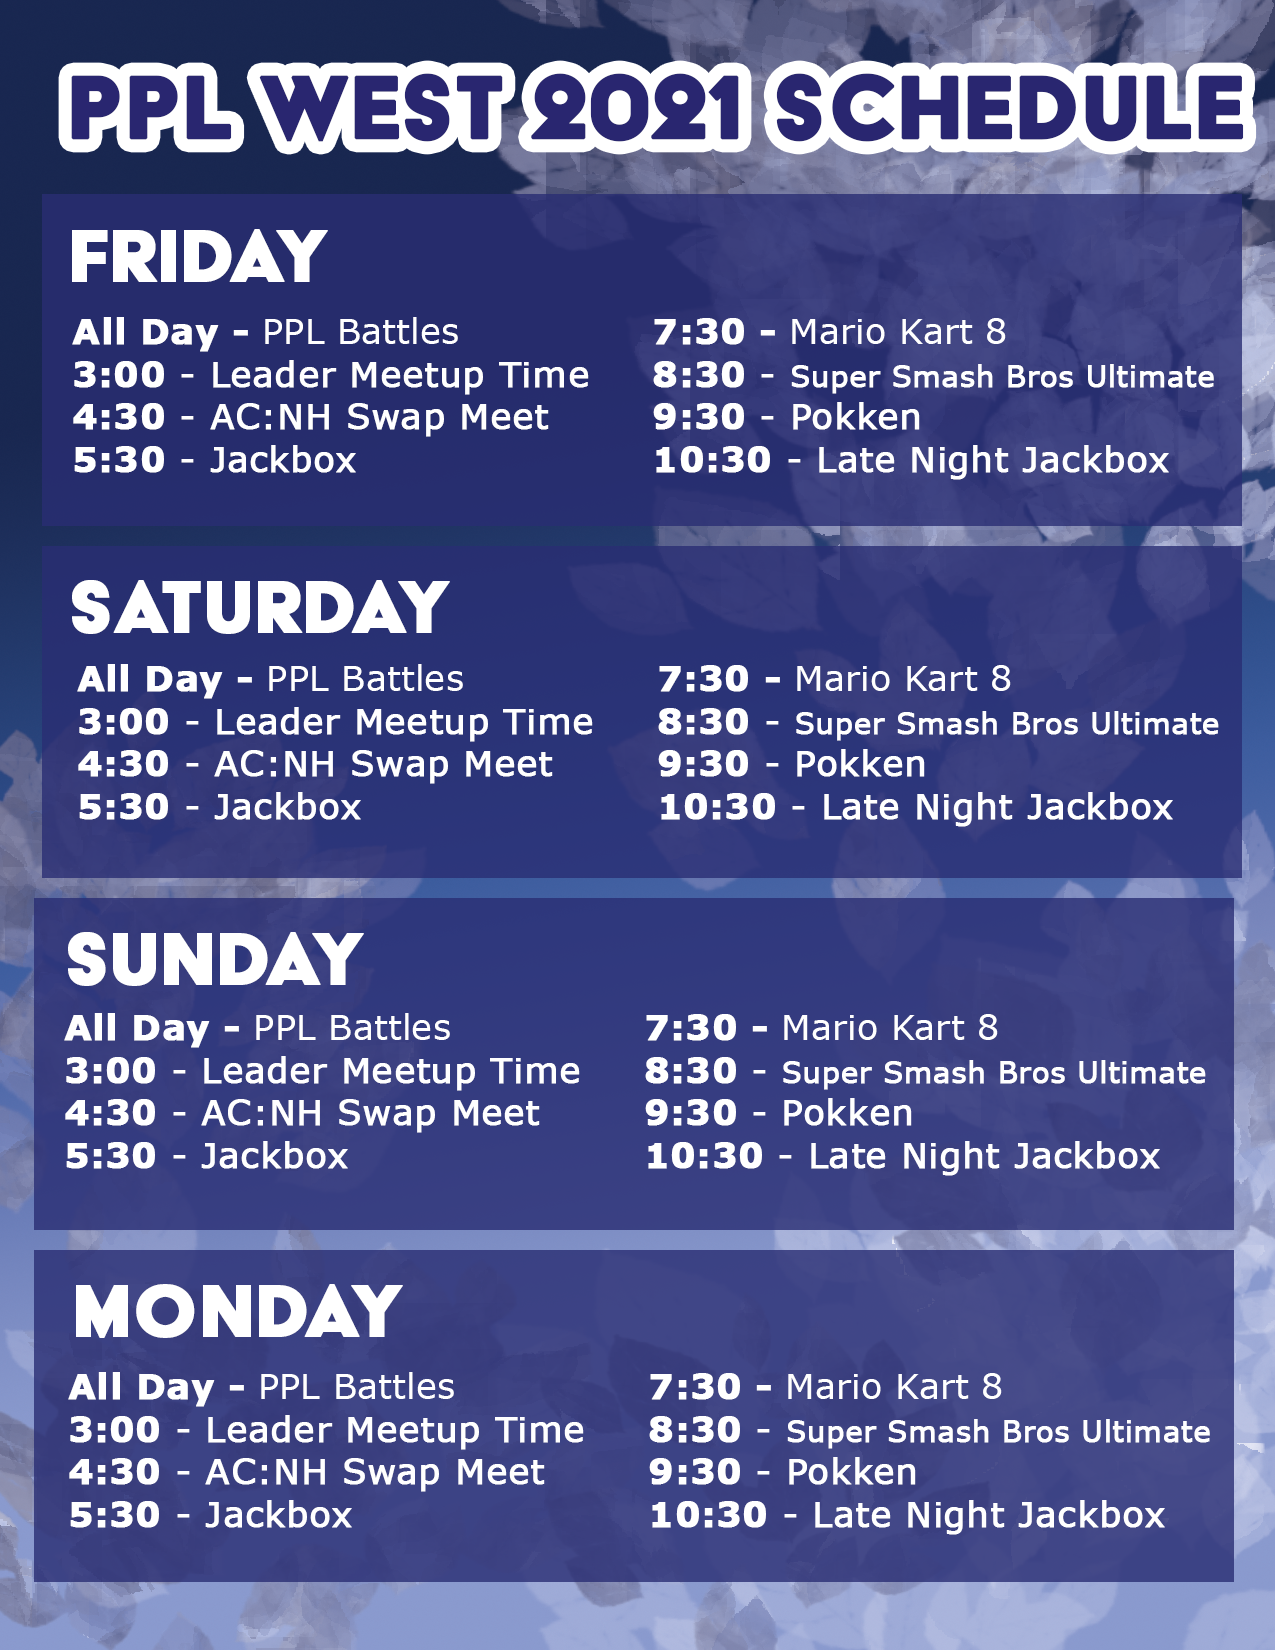 PPL WEST 2021 SCHEDULE
FRIDAY
All Day - PPL Battles
3:00 - Leader Meetup Time
4:30 - AC:NH Swap Meet
5:30 - Jackbox
7:30 - Mario Kart 8
8:30 - Super Smash Bros Ultimate
9:30 - Pokken
10:30 - Late Night Jackbox
SATURDAY
All Day - PPL Battles
3:00 - Leader Meetup Time
4:30 - AC:NH Swap Meet
5:30 - Jackbox
7:30 - Mario Kart 8
8:30 - Super Smash Bros Ultimate
9:30 - Pokken
10:30 - Late Night Jackbox
SUNDAY
All Day - PPL Battles
3:00 - Leader Meetup Time
4:30 - AC:NH Swap Meet
5:30 - Jackbox
7:30 - Mario Kart 8
8:30 - Super Smash Bros Ultimate
9:30 - Pokken
10:30 - Late Night Jackbox
MONDAY
All Day - PPL Battles
3:00 - Leader Meetup Time
4:30 - AC:NH Swap Meet
5:30 - Jackbox
7:30 - Mario Kart 8
8:30 - Super Smash Bros Ultimate
9:30 - Pokken
10:30 - Late Night Jackbox